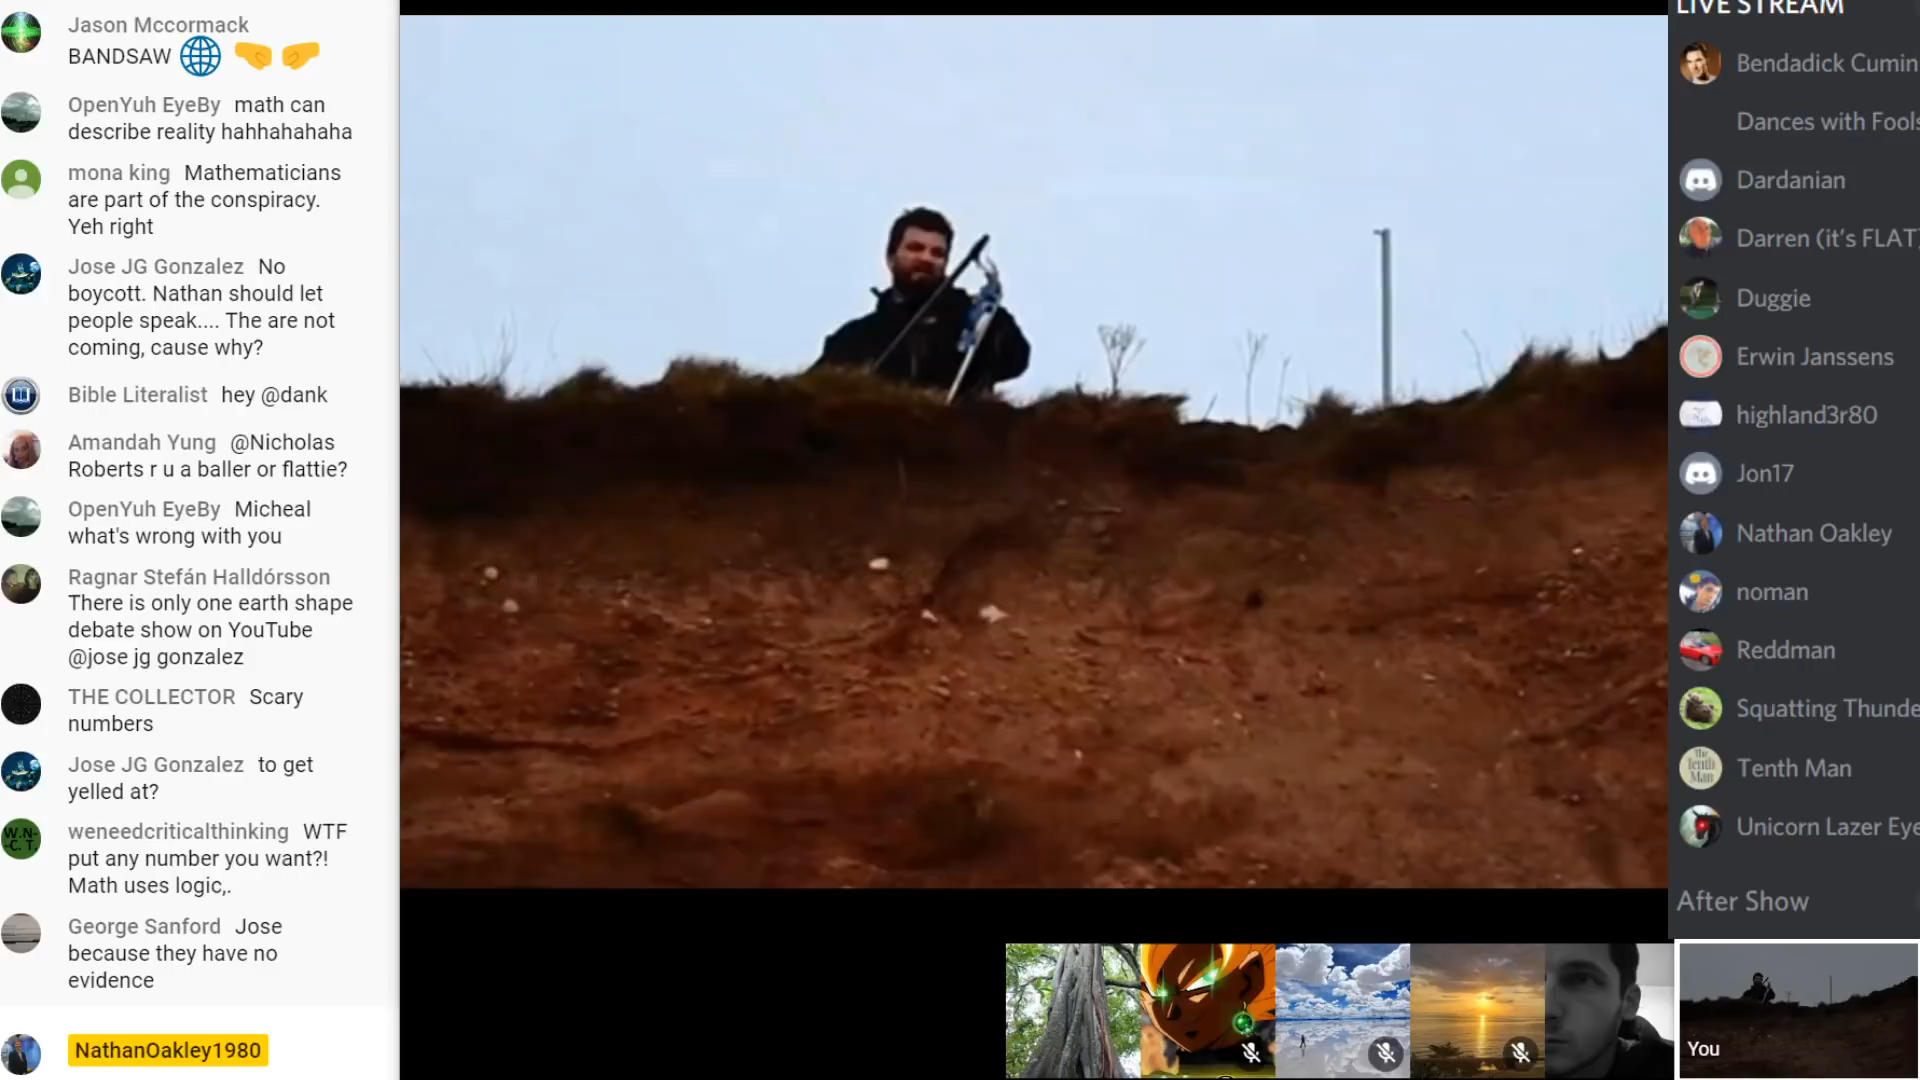 Jason Mccormack
BANDSAW
OpenYuh EyeBy math can
describe reality hahhahahaha
mona king Mathematicians
are part of the conspiracy.
Yeh right
Jose JG Gonzalez No
boycott. Nathan should let
people speak.... The are not
coming, cause why?
Bible Literalist hey @dank
Amandah Yung @Nicholas
Roberts r u a baller or flattie?
OpenYuh EyeBy Micheal
what's wrong with you
Ragnar Stefán Halldórsson
There is only one earth shape
debate show on YouTube
@jose jg gonzalez
THE COLLECTOR Scary
numbers
Jose JG Gonzalez to get
yelled at?
W.N-
C.T.
weneedcriticalthinking WTF
put any number you want?!
Math uses logic,.
George Sanford Jose
because they have no
evidence
NathanOakley1980
LIVE STREAM
Bendadick Cumin
Dances with Fools
Dardanian
Darren (it's FLAT)
Duggie
Erwin Janssens
highland3r80
Jon17
Nathan Oakley
noman
Reddman
Squatting Thunde
The
Tenth
Man
Tenth Man
Unicorn Lazer Eye
After Show
You